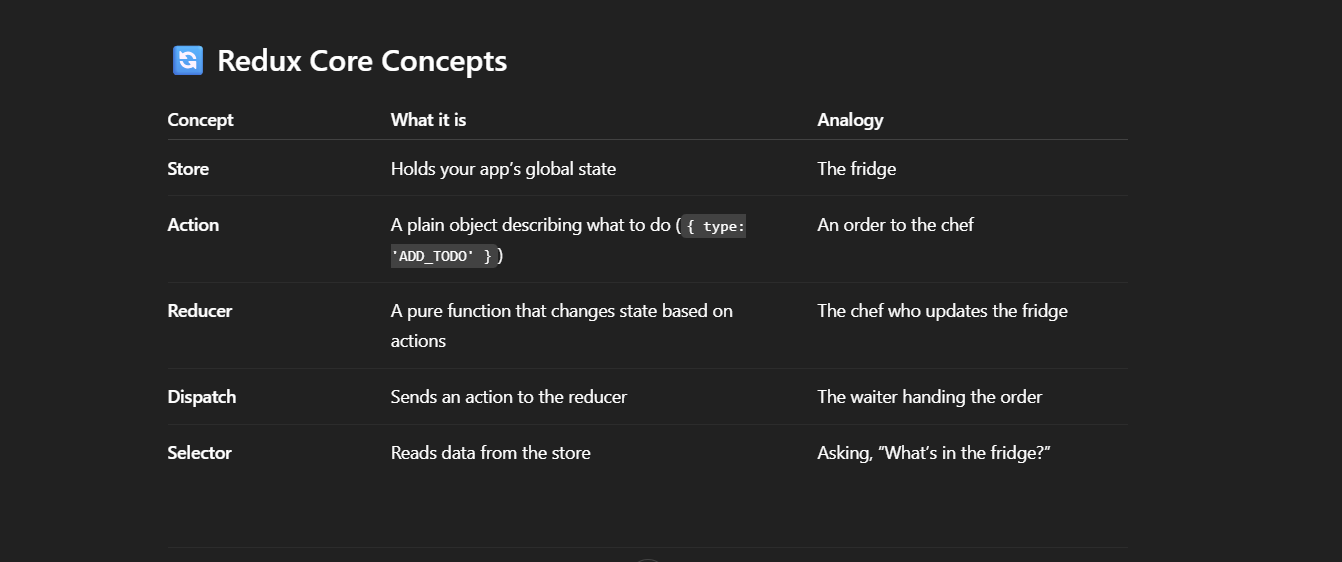 Redux Core Concepts
Concept What it is Analogy
Store Holds your app’s global state The fridge
Action A plain object describing what to do ({ type: An order to the chef
'ADD_TODO' })
Reducer A pure function that changes state based on The chef who updates the fridge
actions
Dispatch Sends an action to the reducer The waiter handing the order
Selector Reads data from the store Asking, “What’s in the fridge?”